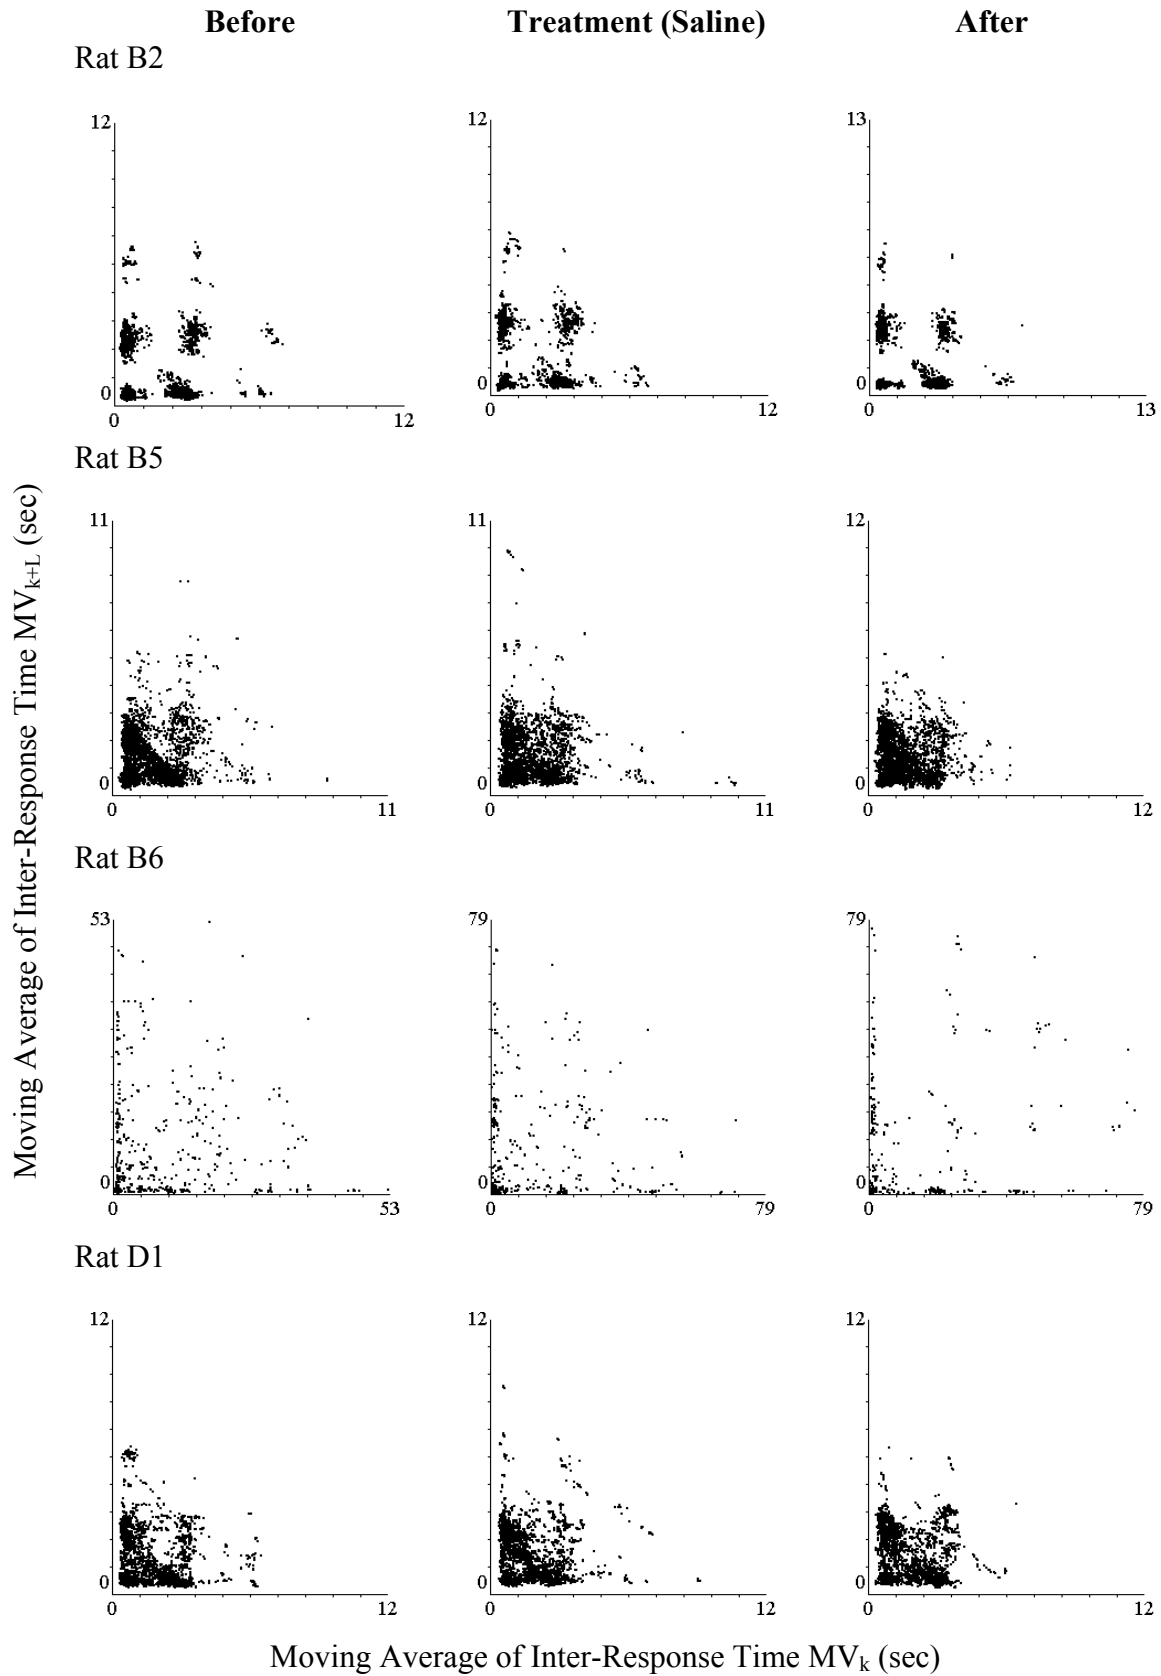 Before Treatment (Saline) After
Rat B2
12 12 13
0 0 0
0 12 0 12 0 13
Rat B5
11 11 12
0 0 0
0 11 0 11 0 12
Rat B6
53 79 79
0 0 0
0 53 0 79 0 79
Rat D1
12 12 12
0 0 0
0 12 0 12 0 12
Moving Average of Inter-Response Time MVk+L (sec)
Moving Average of Inter-Response Time MVk (sec)